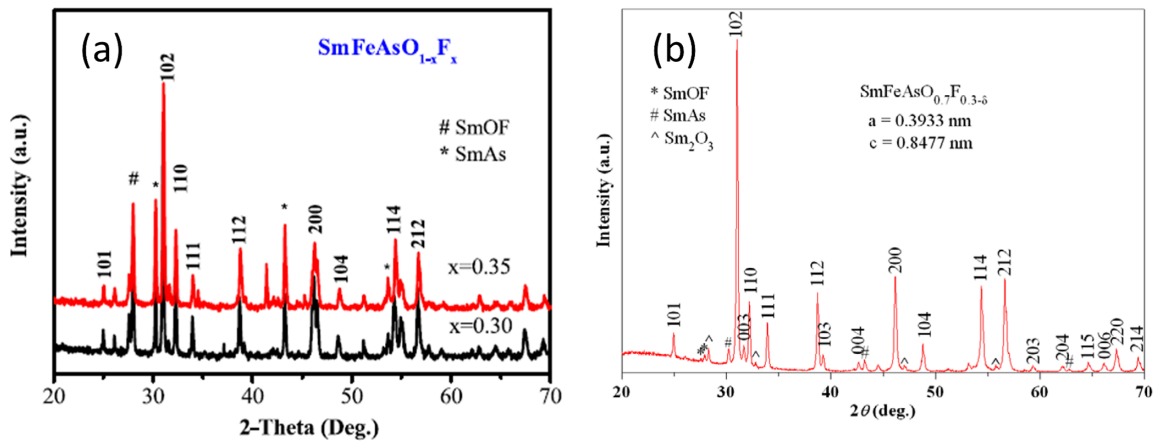 (a)
SmFeAsO1-xFx
# SmOF
* SmAs
#
*
102
110
111
101
112
*
200
104
*
114
212
x=0.35
x=0.30
Intensity (a.u.)
20 30 40 50 60 70
2–Theta (Deg.)
(b)
102
* SmOF
# SmAs
^ Sm2O3
SmFeAsO0.7F0.3-δ
a = 0.3933 nm
c = 0.8477 nm
101
**
^
#
003
110
^
111
112
103
004
#
200
^
104
114
^
212
203
204
#
115
006
220
214
Intensity (a.u.)
20 30 40 50 60 70
2θ (deg.)